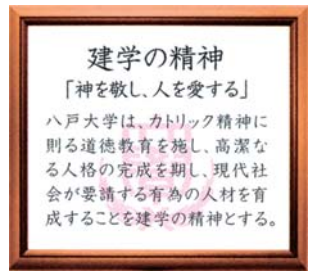 建学の精神
「神を敬し、人を愛する」
八戸大学は、カトリック精神に
則る道徳教育を施し、高潔な
る人格の完成を期し、現代社
会が要請する有為の人材を育
成することを建学の精神とする。